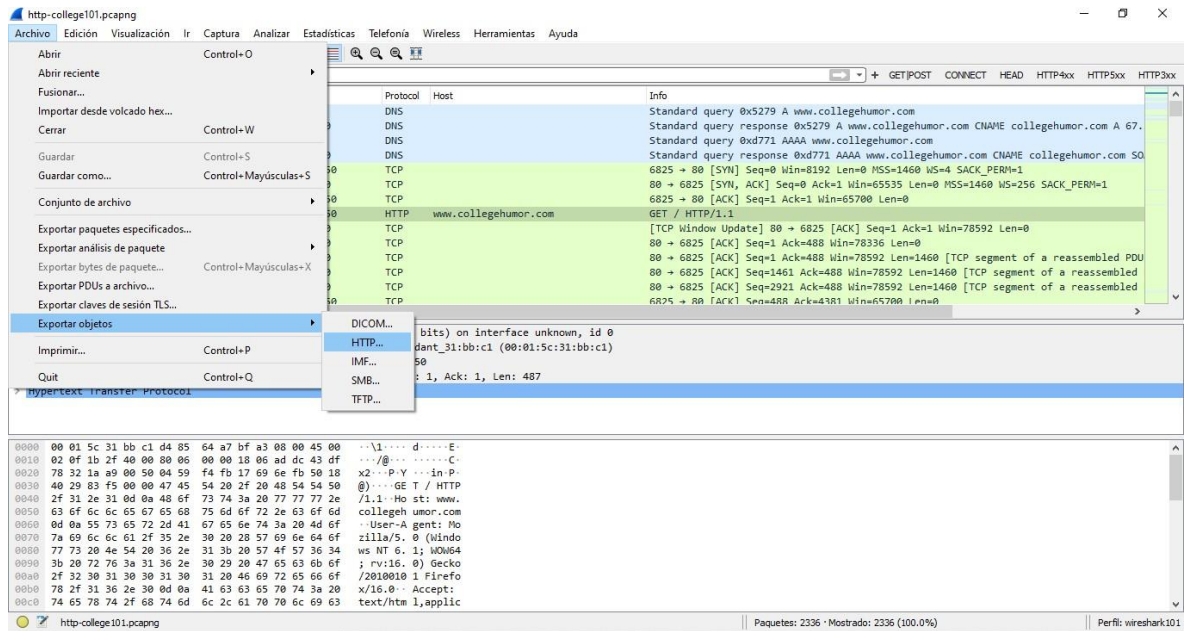 http-college101.pcapng
Archivo Edición Visualización Ir Captura Analizar Estadísticas Telefonía Wireless Herramientas Ayuda
Abrir Control+O
Abrir reciente
Fusionar...
Importar desde volcado hex...
Cerrar Control+W
Guardar Control+S
Guardar como... Control+Mayúsculas+S
Conjunto de archivo
Exportar paquetes especificados...
Exportar análisis de paquete
Exportar bytes de paquete... Control+Mayúsculas+X
Exportar PDUs a archivo...
Exportar claves de sesión TLS...
Exportar objetos
Imprimir... Control+P
Quit Control+Q
DICOM...
HTTP...
IMF...
SMB...
TFTP...
+ GET|POST CONNECT HEAD HTTP4xx HTTP5xx HTTP3xx
Protocol Host Info
DNS Standard query 0x5279 A www.collegehumor.com
DNS Standard query response 0x5279 A www.collegehumor.com CNAME collegehumor.com A 67.
DNS Standard query 0xd771 AAAA www.collegehumor.com
DNS Standard query response 0xd771 AAAA www.collegehumor.com CNAME collegehumor.com SO
TCP 6825 → 80 [SYN] Seq=0 Win=8192 Len=0 MSS=1460 WS=4 SACK_PERM=1
TCP 80 → 6825 [SYN, ACK] Seq=0 Ack=1 Win=65535 Len=0 MSS=1460 WS=256 SACK_PERM=1
TCP 6825 → 80 [ACK] Seq=1 Ack=1 Win=65700 Len=0
HTTP www.collegehumor.com GET / HTTP/1.1
TCP [TCP Window Update] 80 → 6825 [ACK] Seq=1 Ack=1 Win=78592 Len=0
TCP 80 → 6825 [ACK] Seq=1 Ack=488 Win=78336 Len=0
TCP 80 → 6825 [ACK] Seq=1 Ack=488 Win=78592 Len=1460 [TCP segment of a reassembled PDU
TCP 80 → 6825 [ACK] Seq=1461 Ack=488 Win=78592 Len=1460 [TCP segment of a reassembled
TCP 80 → 6825 [ACK] Seq=2921 Ack=488 Win=78592 Len=1460 [TCP segment of a reassembled
TCP 6825 → 80 [ACK] Seq=488 Ack=4381 Win=65700 Len=0
bits) on interface unknown, id 0
dant_31:bb:c1 (00:01:5c:31:bb:c1)
50
: 1, Ack: 1, Len: 487
Hypertext Transfer Protocol
0000 00 01 5c 31 bb c1 d4 85 64 a7 bf a3 08 00 45 00 ··\1···· d·····E·
0010 02 0f 1b 2f 40 00 80 06 00 00 18 06 ad dc 43 df ···/@··· ······C·
0020 78 32 1a a9 00 50 04 59 f4 fb 17 69 6e fb 50 18 x2···P·Y ···in·P·
0030 40 29 83 f5 00 00 47 45 54 20 2f 20 48 54 54 50 @)····GE T / HTTP
0040 2f 31 2e 31 0d 0a 48 6f 73 74 3a 20 77 77 77 2e /1.1··Ho st: www.
0050 63 6f 6c 6c 65 67 65 68 75 6d 6f 72 2e 63 6f 6d collegeh umor.com
0060 0d 0a 55 73 65 72 2d 41 67 65 6e 74 3a 20 4d 6f ··User-A gent: Mo
0070 7a 69 6c 6c 61 2f 35 2e 30 20 28 57 69 6e 64 6f zilla/5. 0 (Windo
0080 77 73 20 4e 54 20 36 2e 31 3b 20 57 4f 57 36 34 ws NT 6. 1; WOW64
0090 3b 20 72 76 3a 31 36 2e 30 29 20 47 65 63 6b 6f ; rv:16. 0) Gecko
00a0 2f 32 30 31 30 30 31 30 31 20 46 69 72 65 66 6f /2010010 1 Firefo
00b0 78 2f 31 36 2e 30 0d 0a 41 63 63 65 70 74 3a 20 x/16.0·· Accept:
00c0 74 65 78 74 2f 68 74 6d 6c 2c 61 70 70 6c 69 63 text/htm l,applic
http-college101.pcapng Paquetes: 2336 · Mostrado: 2336 (100.0%) Perfil: wireshark101